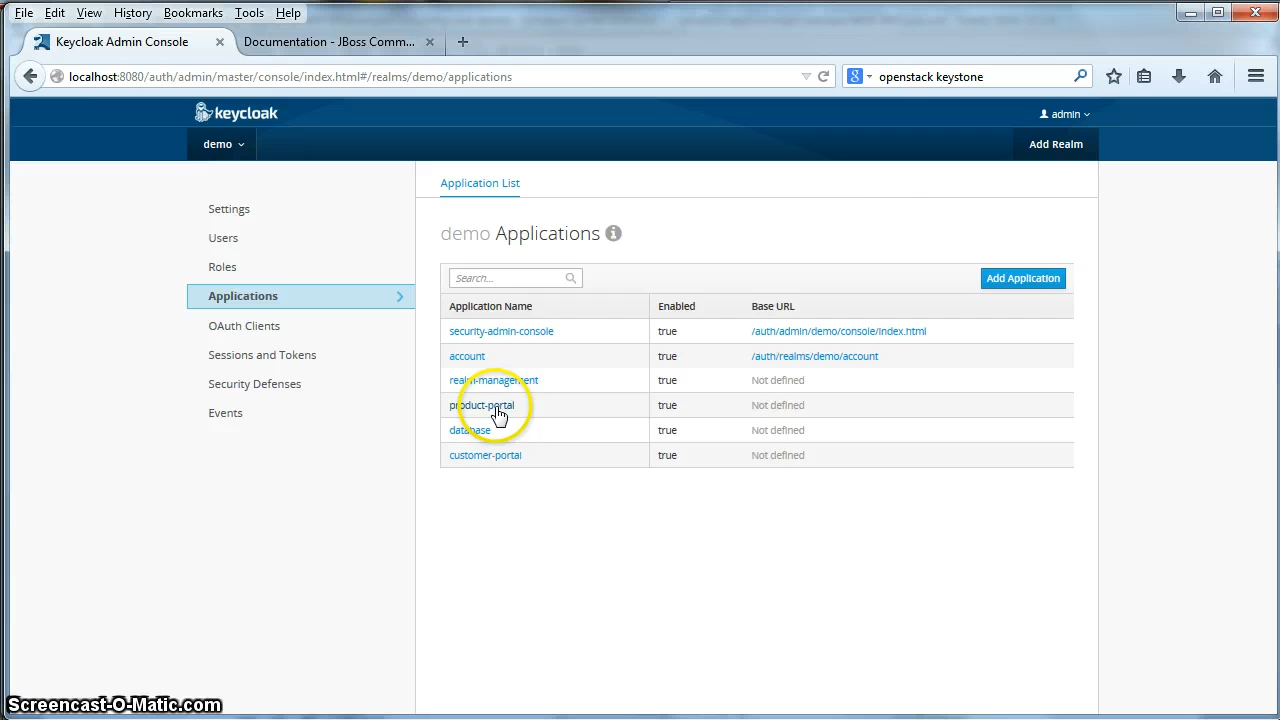 File Edit View History Bookmarks Tools Help
Keycloak Admin Console
Documentation - JBoss Comm...
localhost:8080/auth/admin/master/console/index.html#/realms/demo/applications
openstack keystone
keycloak
admin
demo
Add Realm
Settings
Users
Roles
Applications
OAuth Clients
Sessions and Tokens
Security Defenses
Events
Application List
demo Applications
Search...
Add Application
Application Name Enabled Base URL
security-admin-console true /auth/admin/demo/console/index.html
account true /auth/realms/demo/account
realm-management true Not defined
product-portal true Not defined
database true Not defined
customer-portal true Not defined
Screencast-O-Matic.com